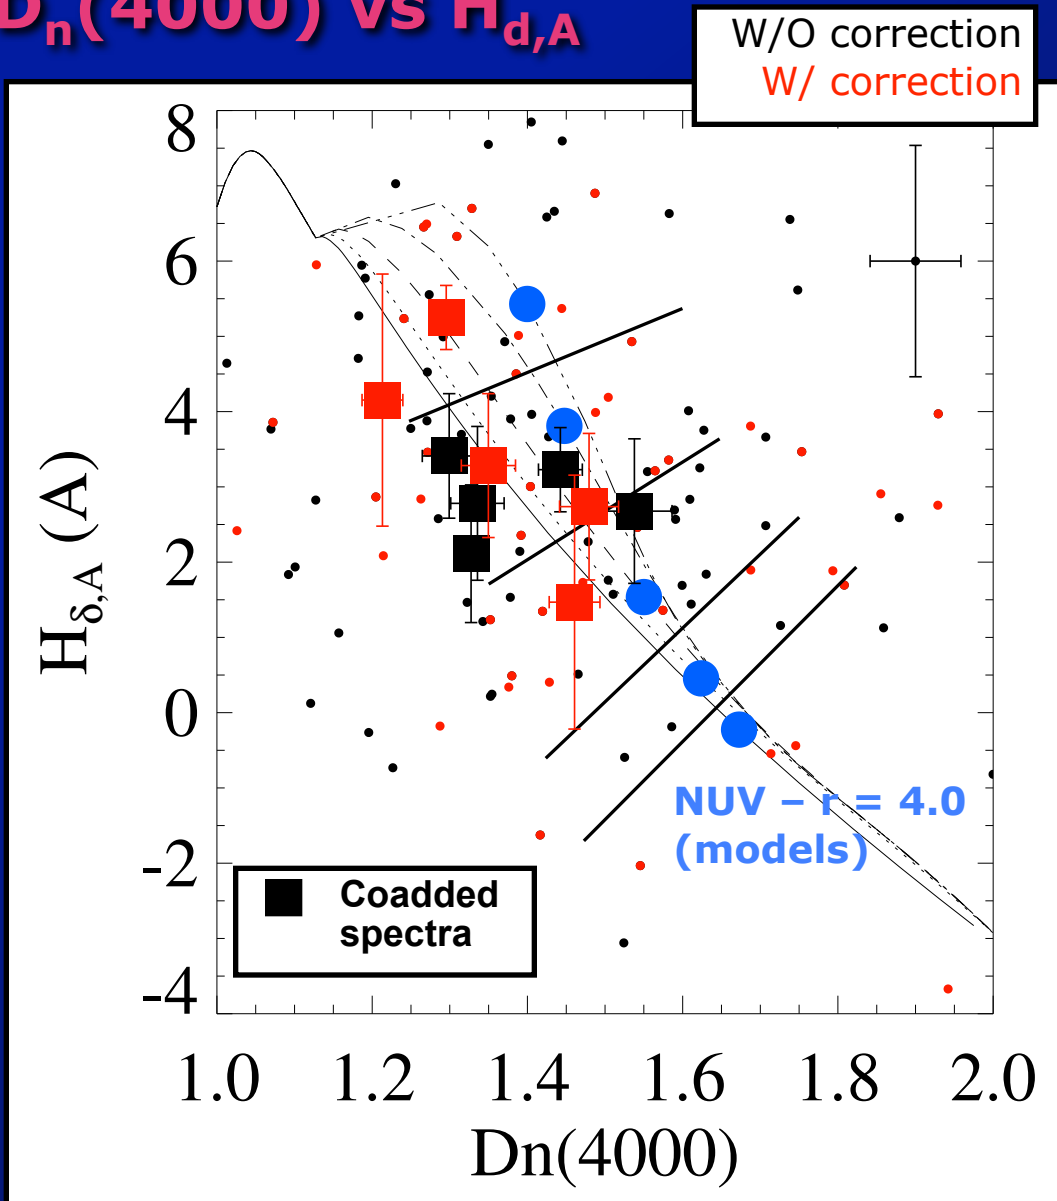 Dn(4000) vs Hd,A
W/O correction
W/ correction
8
6
4
2
0
-2
-4
Hδ,A (A)
NUV – r = 4.0
(models)
Coadded
spectra
1.0 1.2 1.4 1.6 1.8 2.0
Dn(4000)